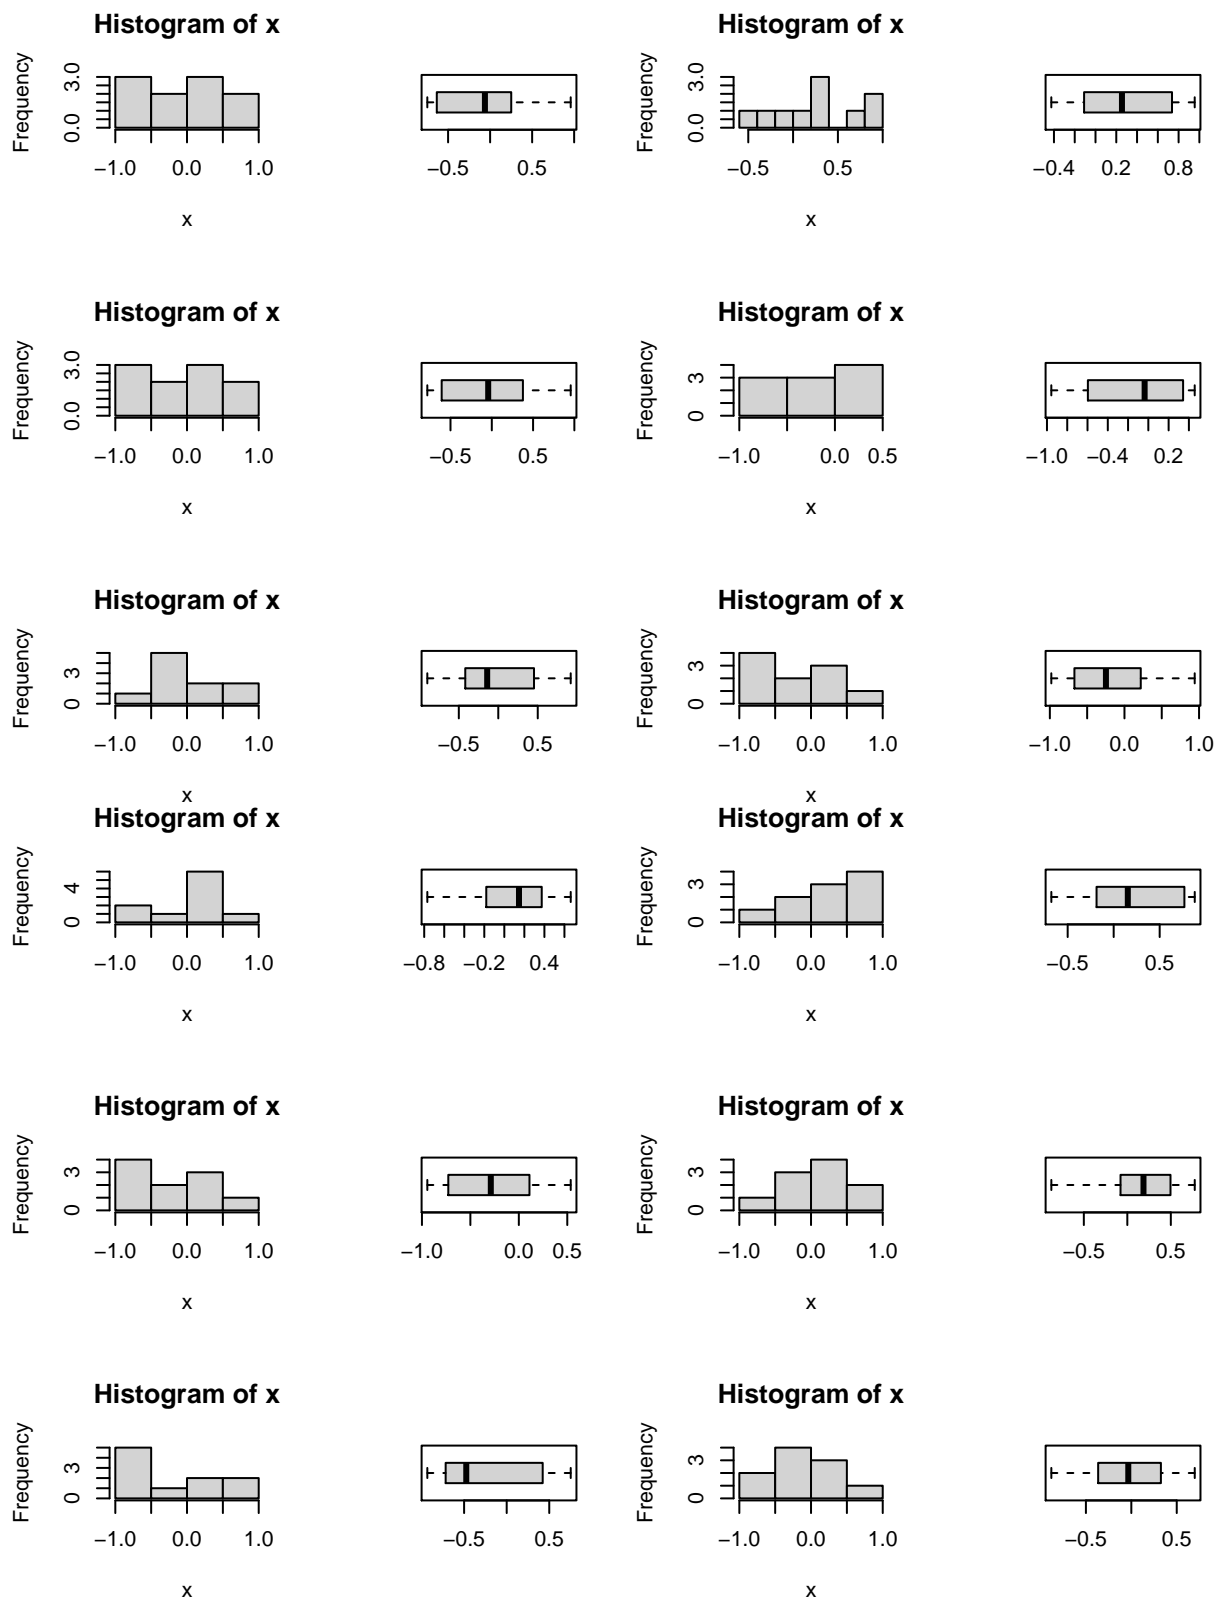 Histogram of x Histogram of x
Frequency 0.0 3.0 Frequency 0.0 3.0
−1.0 0.0 1.0 −0.5 0.5 −0.5 0.5 −0.4 0.2 0.8
x x
Histogram of x Histogram of x
Frequency 0.0 3.0 Frequency 0 3
−1.0 0.0 1.0 −0.5 0.5 −1.0 0.0 0.5 −1.0 −0.4 0.2
x x
Histogram of x Histogram of x
Frequency 0 3 Frequency 0 3
−1.0 0.0 1.0 −0.5 0.5 −1.0 0.0 1.0 −1.0 0.0 1.0
x x
Histogram of x Histogram of x
Frequency 0 4 Frequency 0 3
−1.0 0.0 1.0 −0.8 −0.2 0.4 −1.0 0.0 1.0 −0.5 0.5
x x
Histogram of x Histogram of x
Frequency 0 3 Frequency 0 3
−1.0 0.0 1.0 −1.0 0.0 0.5 −1.0 0.0 1.0 −0.5 0.5
x x
Histogram of x Histogram of x
Frequency 0 3 Frequency 0 3
−1.0 0.0 1.0 −0.5 0.5 −1.0 0.0 1.0 −0.5 0.5
x x